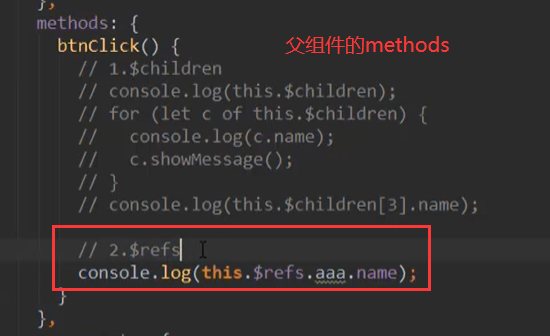 },
methods: {
btnClick() {
父组件的methods
// 1.$children
// console.log(this.$children);
// for (let c of this.$children) {
//   console.log(c.name);
//   c.showMessage();
// }
// console.log(this.$children[3].name);
// 2.$refs
console.log(this.$refs.aaa.name);
}
},